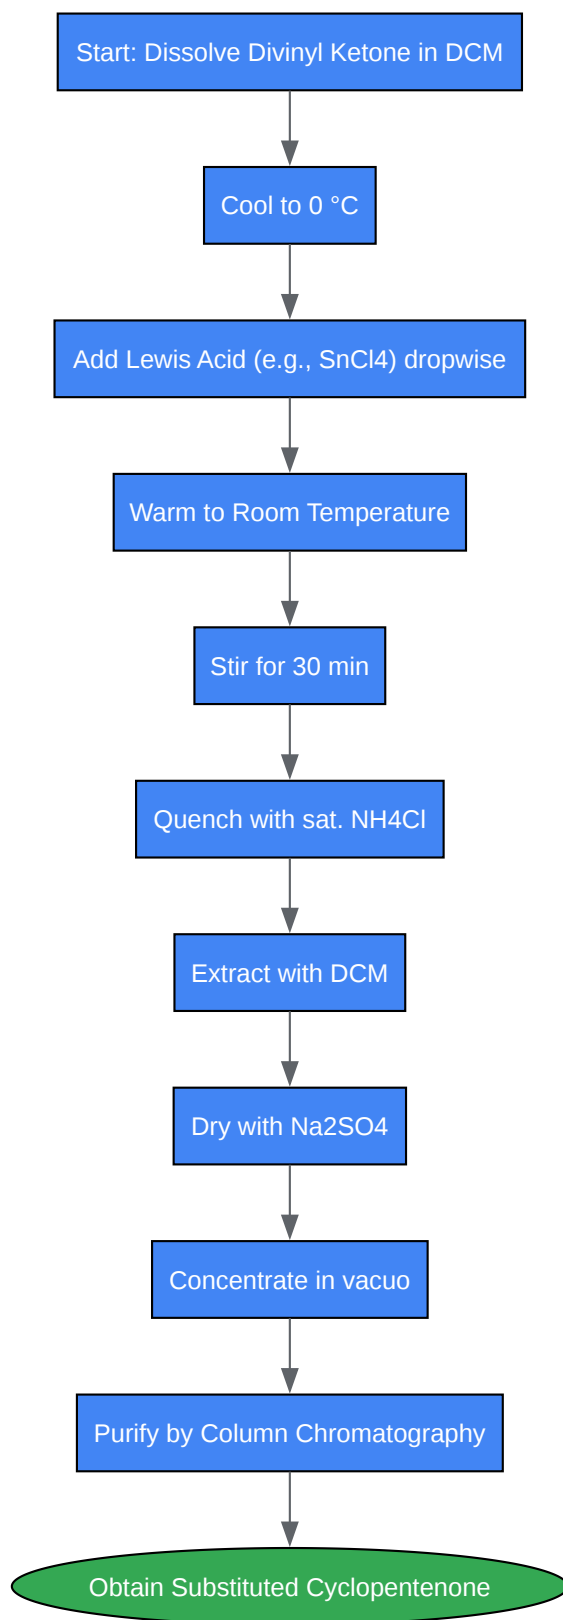 Start: Dissolve Divinyl Ketone in DCM
Cool to 0 °C
Add Lewis Acid (e.g., SnCl4) dropwise
Warm to Room Temperature
Stir for 30 min
Quench with sat. NH4Cl
Extract with DCM
Dry with Na2SO4
Concentrate in vacuo
Purify by Column Chromatography
Obtain Substituted Cyclopentenone